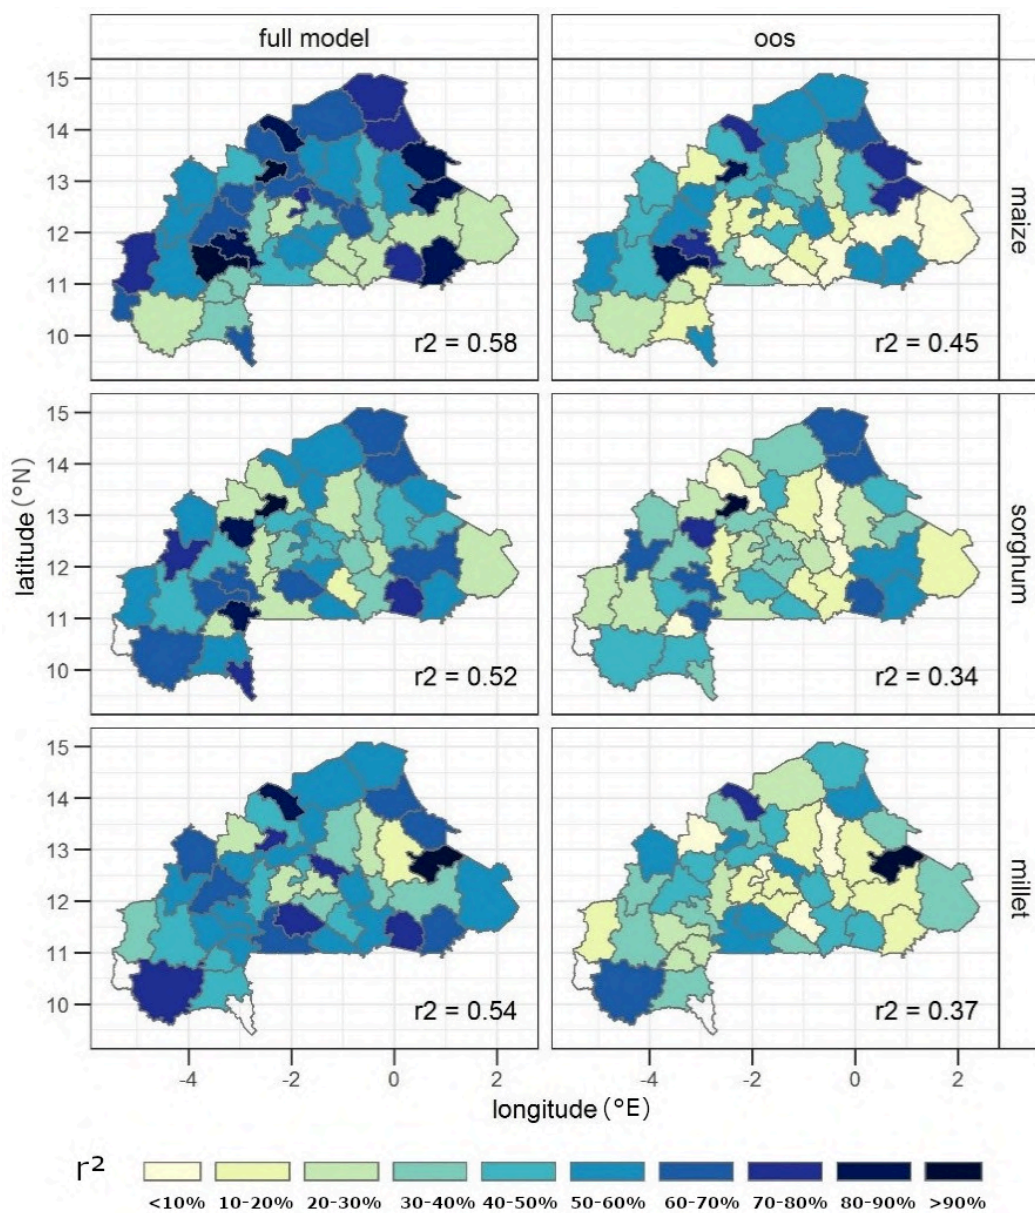 full model
oos
15
14
13
12
11
10
r2 = 0.58
r2 = 0.45
maize
15
14
13
12
11
10
r2 = 0.52
r2 = 0.34
sorghum
latitude (°N)
15
14
13
12
11
10
r2 = 0.54
r2 = 0.37
millet
-4 -2 0 2
-4 -2 0 2
longitude (°E)
r²
<10% 10-20% 20-30% 30-40% 40-50% 50-60% 60-70% 70-80% 80-90% >90%